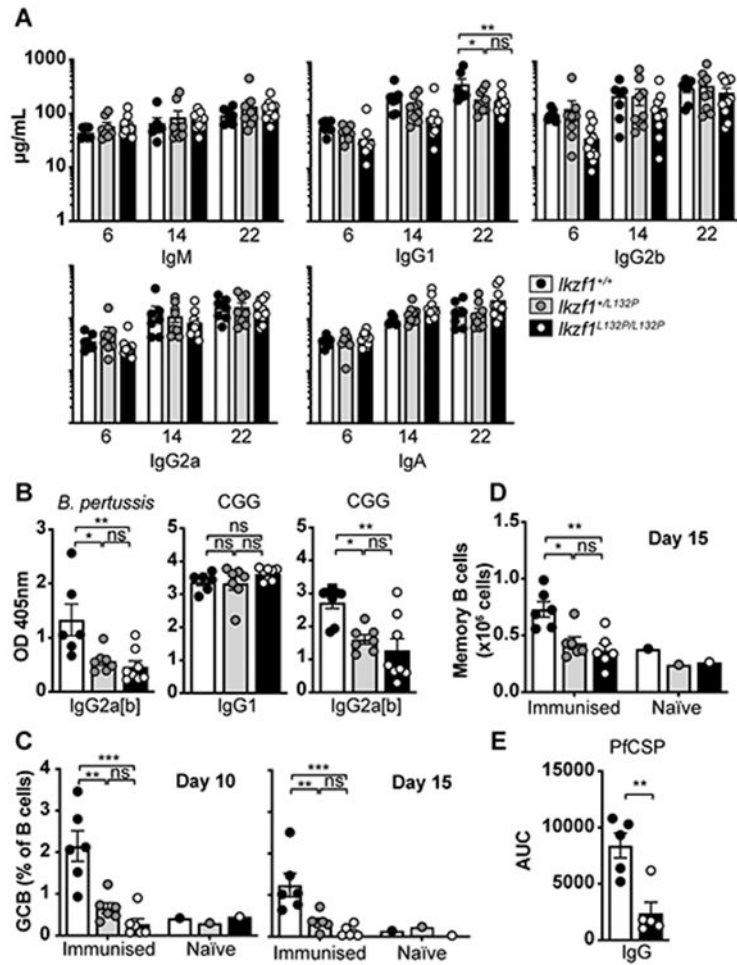 A
** 
* ns
1000
100
10
1
µg/mL
6 14 22
IgM
6 14 22
IgG1
6 14 22
IgG2b
6 14 22
IgG2a
6 14 22
IgA
Ikzf1+/+
Ikzf1+/L132P
Ikzf1L132P/L132P
B
B. pertussis
**
* ns
3
2
1
0
OD 405nm
IgG2a[b]
CGG
ns
ns ns
5
4
3
2
1
0
IgG1
CGG
**
* ns
5
4
3
2
1
0
IgG2a[b]
D
Day 15
**
* ns
1.5
1.0
0.5
0.0
Memory B cells
(x10⁶ cells)
Immunised Naïve
C
Day 10
***
** ns
4
3
2
1
0
GCB (% of B cells)
Immunised Naïve
Day 15
***
** ns
Immunised Naïve
E
PfCSP
**
15000
10000
5000
0
AUC
IgG